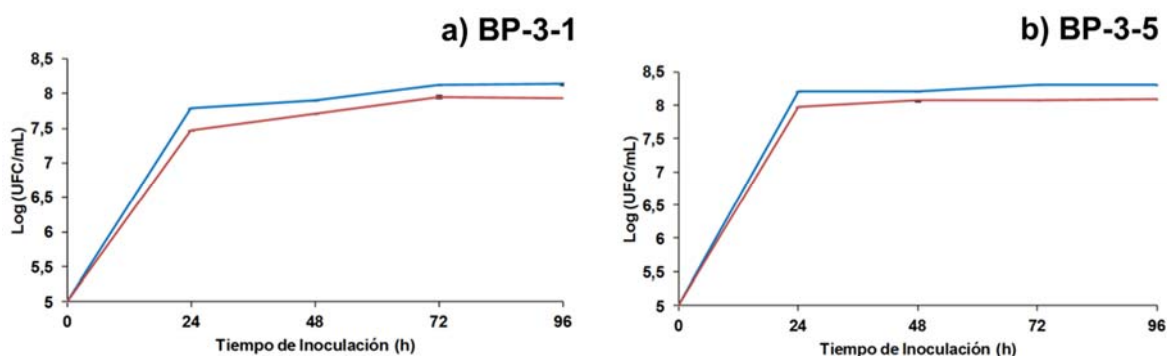 a) BP-3-1
8,5
8
7,5
7
6,5
6
5,5
5
Log (UFC/mL)
0 24 48 72 96
Tiempo de Inoculación (h)
b) BP-3-5
8,5
8
7,5
7
6,5
6
5,5
5
Log (UFC/mL)
0 24 48 72 96
Tiempo de Inoculación (h)